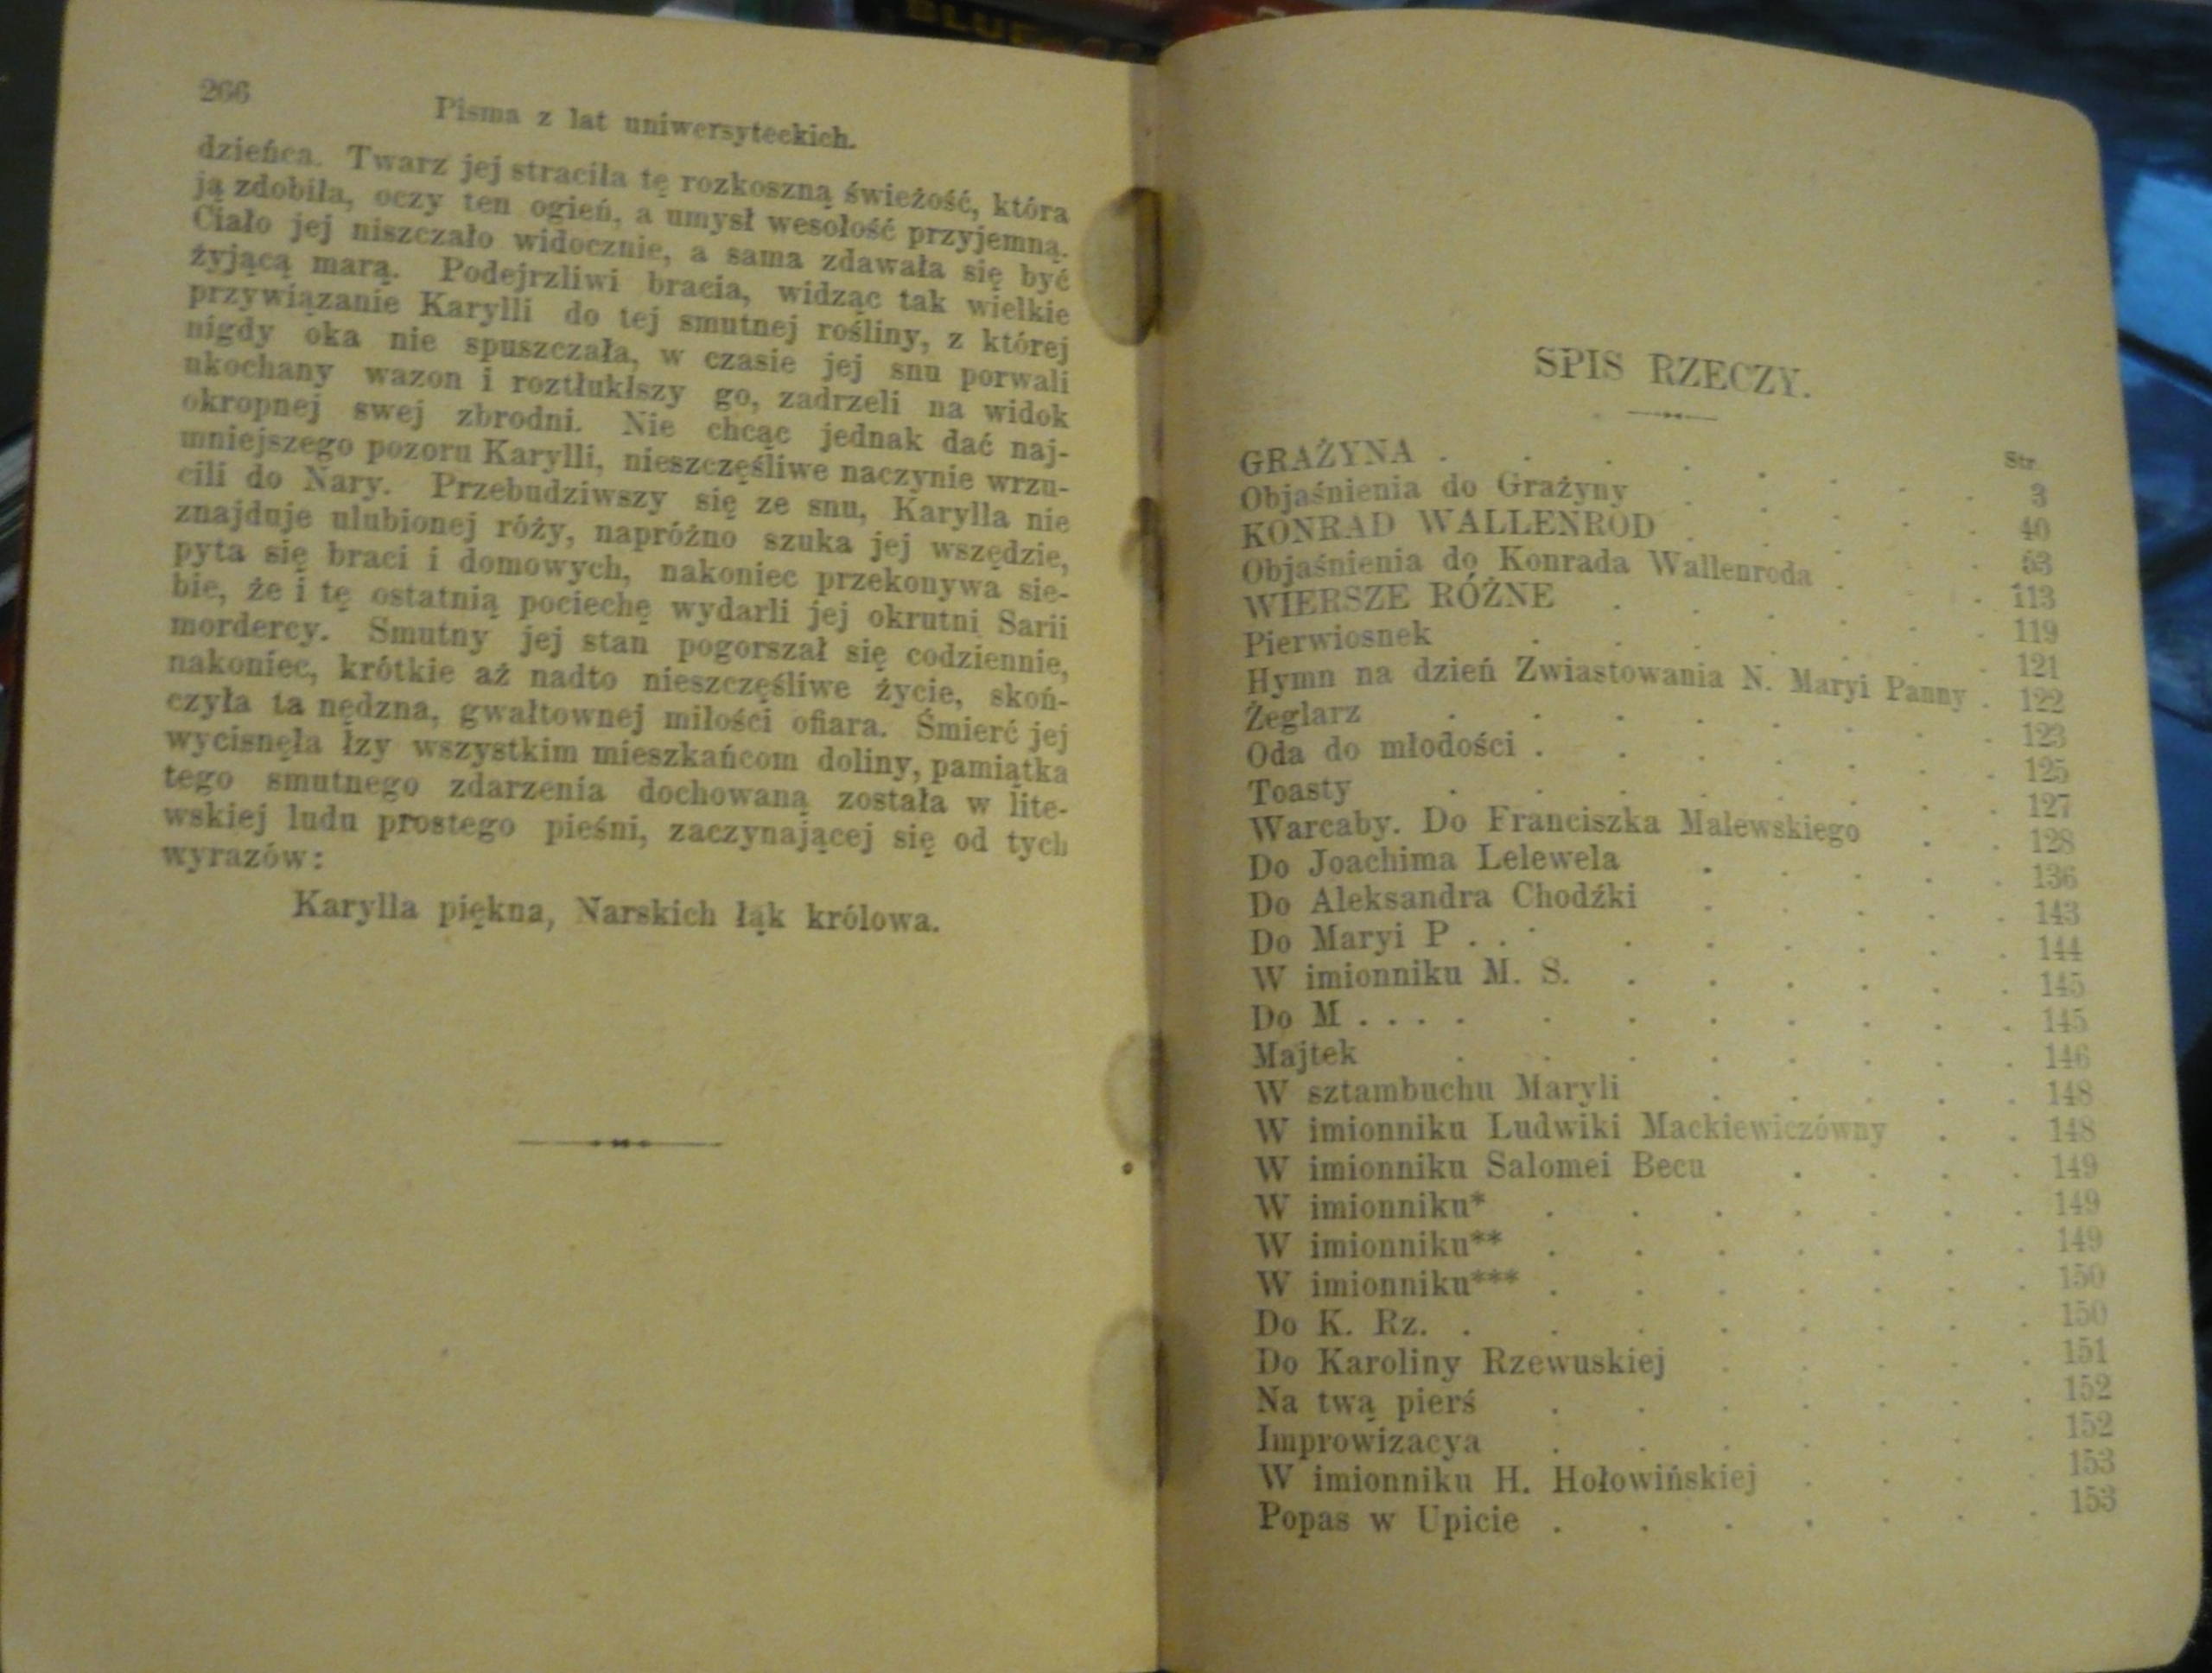 BLUE
266
Pisma z lat uniwersyteckich.
dzieńca. Twarz jej straciła tę rozkoszną świeżość, która
ją zdobiła, oczy ten ogień, a umysł wesołość przyjemną.
Ciało jej niszczało widocznie, a sama zdawała się być
żyjącą marą. Podejrzliwi bracia, widząc tak wielkie
przywiązanie Karylli do tej smutnej rośliny, z której
nigdy oka nie spuszczała, w czasie jej snu porwali
ukochany wazon i roztłukłszy go, zadrzeli na widok
okropnej swej zbrodni. Nie chcąc jednak dać naj-
mniejszego pozoru Karylli, nieszczęśliwe naczynie wrzu-
cili do Nary. Przebudziwszy się ze snu, Karylla nie
znajduje ulubionej róży, napróżno szuka jej wszędzie,
pyta się braci i domowych, nakoniec przekonywa sie-
bie, że i tę ostatnią pociechę wydarli jej okrutni Sarii
mordercy. Smutny jej stan pogorszał się codziennie,
nakoniec, krótkie aż nadto nieszczęśliwe życie, skoń-
czyła ta nędzna, gwałtownej miłości ofiara. Śmierć jej
wycisnęła łzy wszystkim mieszkańcom doliny, pamiątka
tego smutnego zdarzenia dochowaną została w lite-
wskiej ludu prostego pieśni, zaczynającej się od tych
wyrazów:
Karylla piękna, Narskich łąk królowa.
SPIS RZECZY.
Str
GRAŻYNA . . . . . . . . 3
Objaśnienia do Grażyny . . . . . 40
KONRAD WALLENROD . . . . . 53
Objaśnienia do Konrada Wallenroda . . . 113
WIERSZE RÓŻNE . . . . . . 119
Pierwiosnek . . . . . . 121
Hymn na dzień Zwiastowania N. Maryi Panny . 122
Żeglarz . . . . . . . 123
Oda do młodości . . . . . . 125
Toasty . . . . . . . 127
Warcaby. Do Franciszka Malewskiego . . 128
Do Joachima Lelewela . . . . . 136
Do Aleksandra Chodźki . . . . . 143
Do Maryi P . . . . . . . . 144
W imionniku M. S. . . . . . . 145
Do M . . . . . . . . . . . 145
Majtek . . . . . . . . 146
W sztambuchu Maryli . . . . . 148
W imionniku Ludwiki Mackiewiczówny . . 148
W imionniku Salomei Becu . . . . 149
W imionniku* . . . . . . . 149
W imionniku** . . . . . . . 149
W imionniku*** . . . . . . . 150
Do K. Rz. . . . . . . . . 150
Do Karoliny Rzewuskiej . . . . . 151
Na twą pierś . . . . . . . 152
Improwizacya . . . . . . . 152
W imionniku H. Hołowińskiej . . . . 153
Popas w Upicie . . . . . . . 153